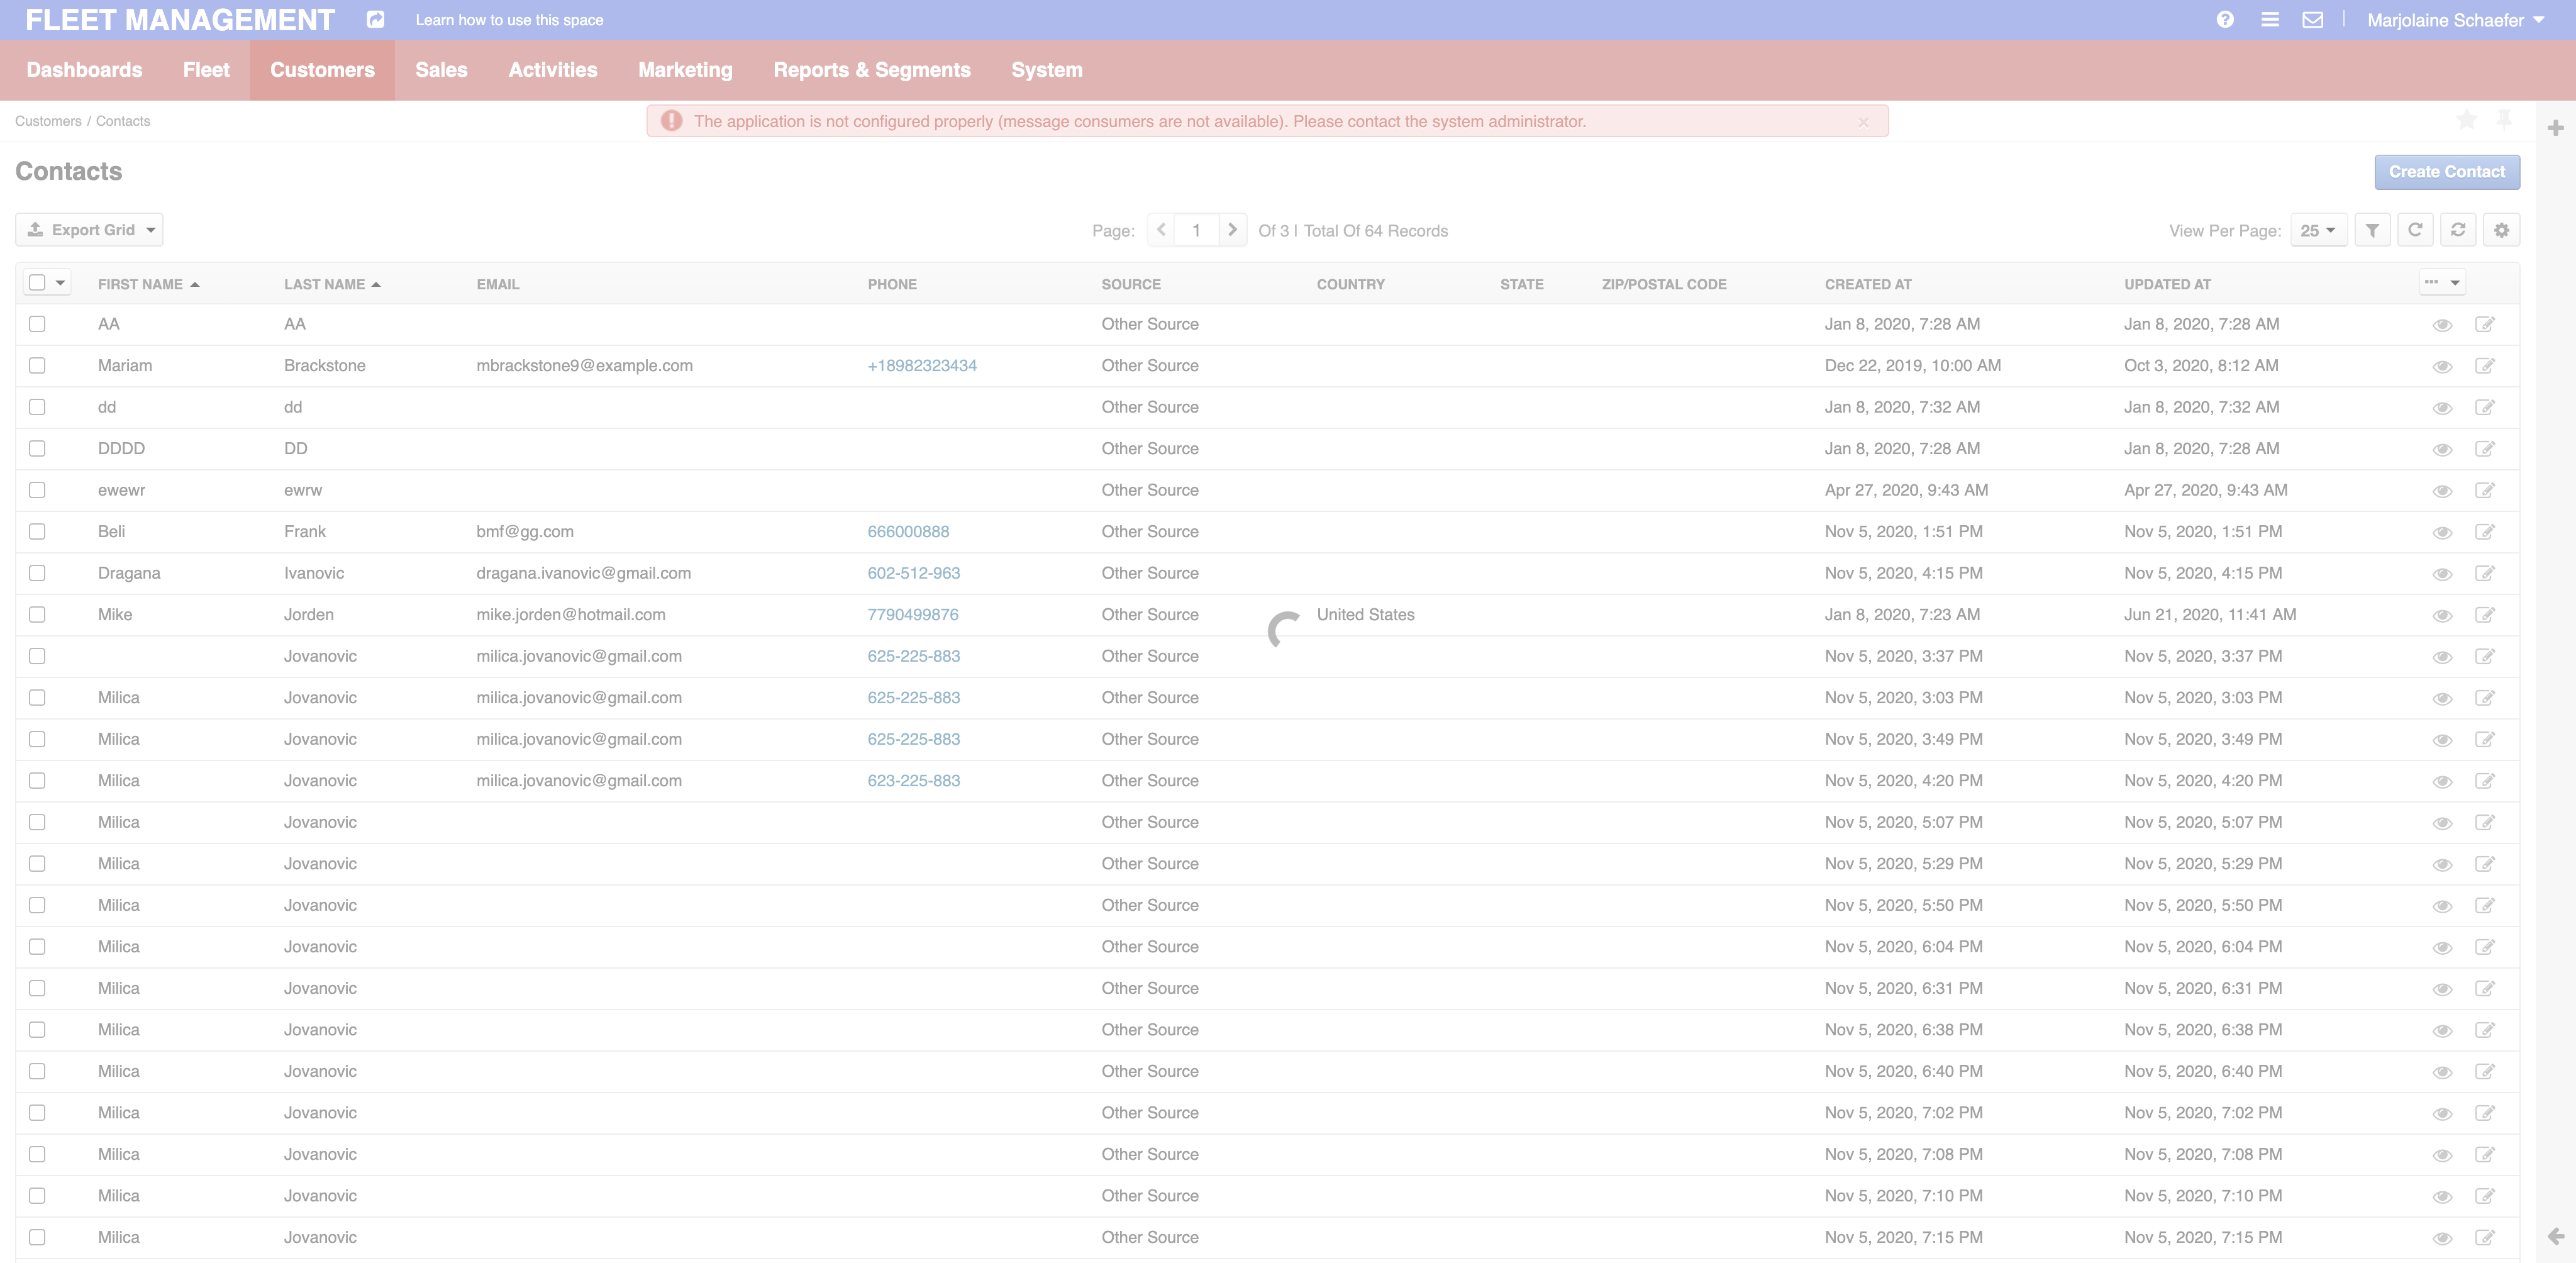 FLEET MANAGEMENT Learn how to use this space Marjolaine Schaefer
Dashboards Fleet Customers Sales Activities Marketing Reports & Segments System
Customers / Contacts The application is not configured properly (message consumers are not available). Please contact the system administrator. ×
Contacts Create Contact
Export Grid Page: 1 Of 3 | Total Of 64 Records View Per Page: 25
FIRST NAME LAST NAME EMAIL PHONE SOURCE COUNTRY STATE ZIP/POSTAL CODE CREATED AT UPDATED AT
AA AA Other Source Jan 8, 2020, 7:28 AM Jan 8, 2020, 7:28 AM
Mariam Brackstone mbrackstone9@example.com +18982323434 Other Source Dec 22, 2019, 10:00 AM Oct 3, 2020, 8:12 AM
dd dd Other Source Jan 8, 2020, 7:32 AM Jan 8, 2020, 7:32 AM
DDDD DD Other Source Jan 8, 2020, 7:28 AM Jan 8, 2020, 7:28 AM
ewewr ewrw Other Source Apr 27, 2020, 9:43 AM Apr 27, 2020, 9:43 AM
Beli Frank bmf@gg.com 666000888 Other Source Nov 5, 2020, 1:51 PM Nov 5, 2020, 1:51 PM
Dragana Ivanovic dragana.ivanovic@gmail.com 602-512-963 Other Source Nov 5, 2020, 4:15 PM Nov 5, 2020, 4:15 PM
Mike Jorden mike.jorden@hotmail.com 7790499876 Other Source United States Jan 8, 2020, 7:23 AM Jun 21, 2020, 11:41 AM
Jovanovic milica.jovanovic@gmail.com 625-225-883 Other Source Nov 5, 2020, 3:37 PM Nov 5, 2020, 3:37 PM
Milica Jovanovic milica.jovanovic@gmail.com 625-225-883 Other Source Nov 5, 2020, 3:03 PM Nov 5, 2020, 3:03 PM
Milica Jovanovic milica.jovanovic@gmail.com 625-225-883 Other Source Nov 5, 2020, 3:49 PM Nov 5, 2020, 3:49 PM
Milica Jovanovic milica.jovanovic@gmail.com 623-225-883 Other Source Nov 5, 2020, 4:20 PM Nov 5, 2020, 4:20 PM
Milica Jovanovic Other Source Nov 5, 2020, 5:07 PM Nov 5, 2020, 5:07 PM
Milica Jovanovic Other Source Nov 5, 2020, 5:29 PM Nov 5, 2020, 5:29 PM
Milica Jovanovic Other Source Nov 5, 2020, 5:50 PM Nov 5, 2020, 5:50 PM
Milica Jovanovic Other Source Nov 5, 2020, 6:04 PM Nov 5, 2020, 6:04 PM
Milica Jovanovic Other Source Nov 5, 2020, 6:31 PM Nov 5, 2020, 6:31 PM
Milica Jovanovic Other Source Nov 5, 2020, 6:38 PM Nov 5, 2020, 6:38 PM
Milica Jovanovic Other Source Nov 5, 2020, 6:40 PM Nov 5, 2020, 6:40 PM
Milica Jovanovic Other Source Nov 5, 2020, 7:02 PM Nov 5, 2020, 7:02 PM
Milica Jovanovic Other Source Nov 5, 2020, 7:08 PM Nov 5, 2020, 7:08 PM
Milica Jovanovic Other Source Nov 5, 2020, 7:10 PM Nov 5, 2020, 7:10 PM
Milica Jovanovic Other Source Nov 5, 2020, 7:15 PM Nov 5, 2020, 7:15 PM